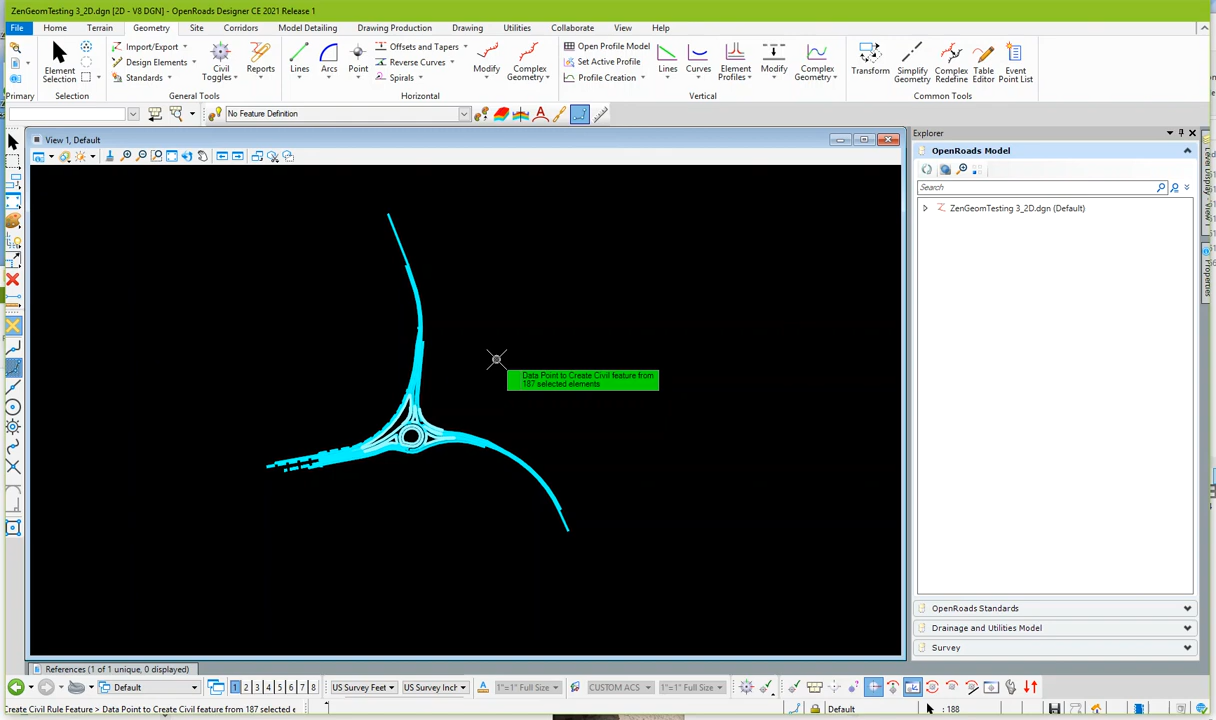 ZenGeomTesting 3_2D.dgn [2D - V8 DGN] - OpenRoads Designer CE 2021 Release 1
File Home Terrain Geometry Site Corridors Model Detailing Drawing Utilities Collaborate View Help
Element Selection
Primary
Selection
Import/Export
Design Elements
Standards
Civil Toggles
Reports
General Tools
Lines
Arcs
Point
Offsets and Tapers
Reverse Curves
Spirals
Modify
Complex Geometry
Horizontal
Open Profile Model
Set Active Profile
Profile Creation
Lines
Curves
Element Profiles
Modify
Complex Geometry
Vertical
Transform
Simplify Geometry
Complex Redefine
Table Editor
Event Point List
Common Tools
No Feature Definition
View 1, Default
Data Point to Create Civil feature from
187 selected elements
Explorer
OpenRoads Model
Search
ZenGeomTesting 3_2D.dgn (Default)
OpenRoads Standards
Drainage and Utilities Model
Survey
Level Display - View 1
Properties
References (1 of 1 unique, 0 displayed)
Default 1 2 3 4 5 6 7 8 US Survey Feet US Survey Inch 1"=1" Full Size CUSTOM ACS 1"=1" Full Size
Create Civil Rule Feature > Data Point to Create Civil feature from 187 selected e
Default
: 188